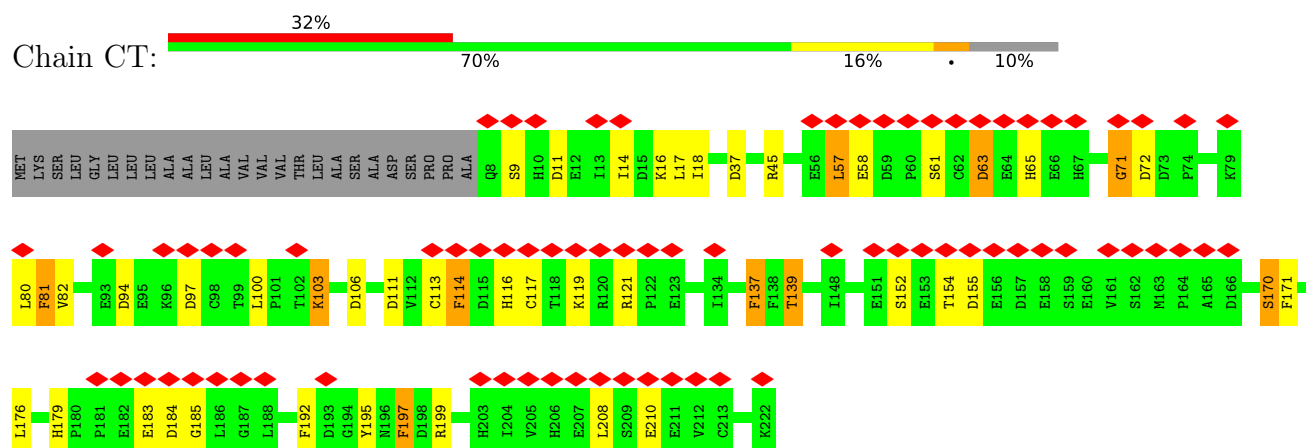 32%
Chain CT:
70% 16% • 10%
MET LYS SER LEU GLY LEU LEU LEU ALA ALA LEU ALA VAL VAL VAL THR LEU ALA SER ALA ASP SER PRO PRO ALA Q8 S9 H10 D11 E12 I13 I14 D15 K16 L17 I18 D37 R45 E56 L57 E58 D59 P60 S61 C62 D63 E64 H65 E66 H67 G71 D72 D73 P74 K79
L80 F81 V82 E93 D94 E95 K96 D97 C98 T99 L100 P101 T102 K103 D106 D111 V112 C113 F114 D115 H116 C117 T118 K119 R120 R121 P122 E123 I134 F137 F138 T139 I148 E151 S152 E153 T154 D155 E156 D157 E158 S159 E160 V161 S162 M163 P164 A165 D166 S170 F171
L176 H179 P180 P181 E182 E183 D184 G185 L186 G187 L188 F192 D193 G194 Y195 N196 F197 D198 R199 H203 I204 V205 H206 E207 L208 S209 E210 E211 V212 C213 K222